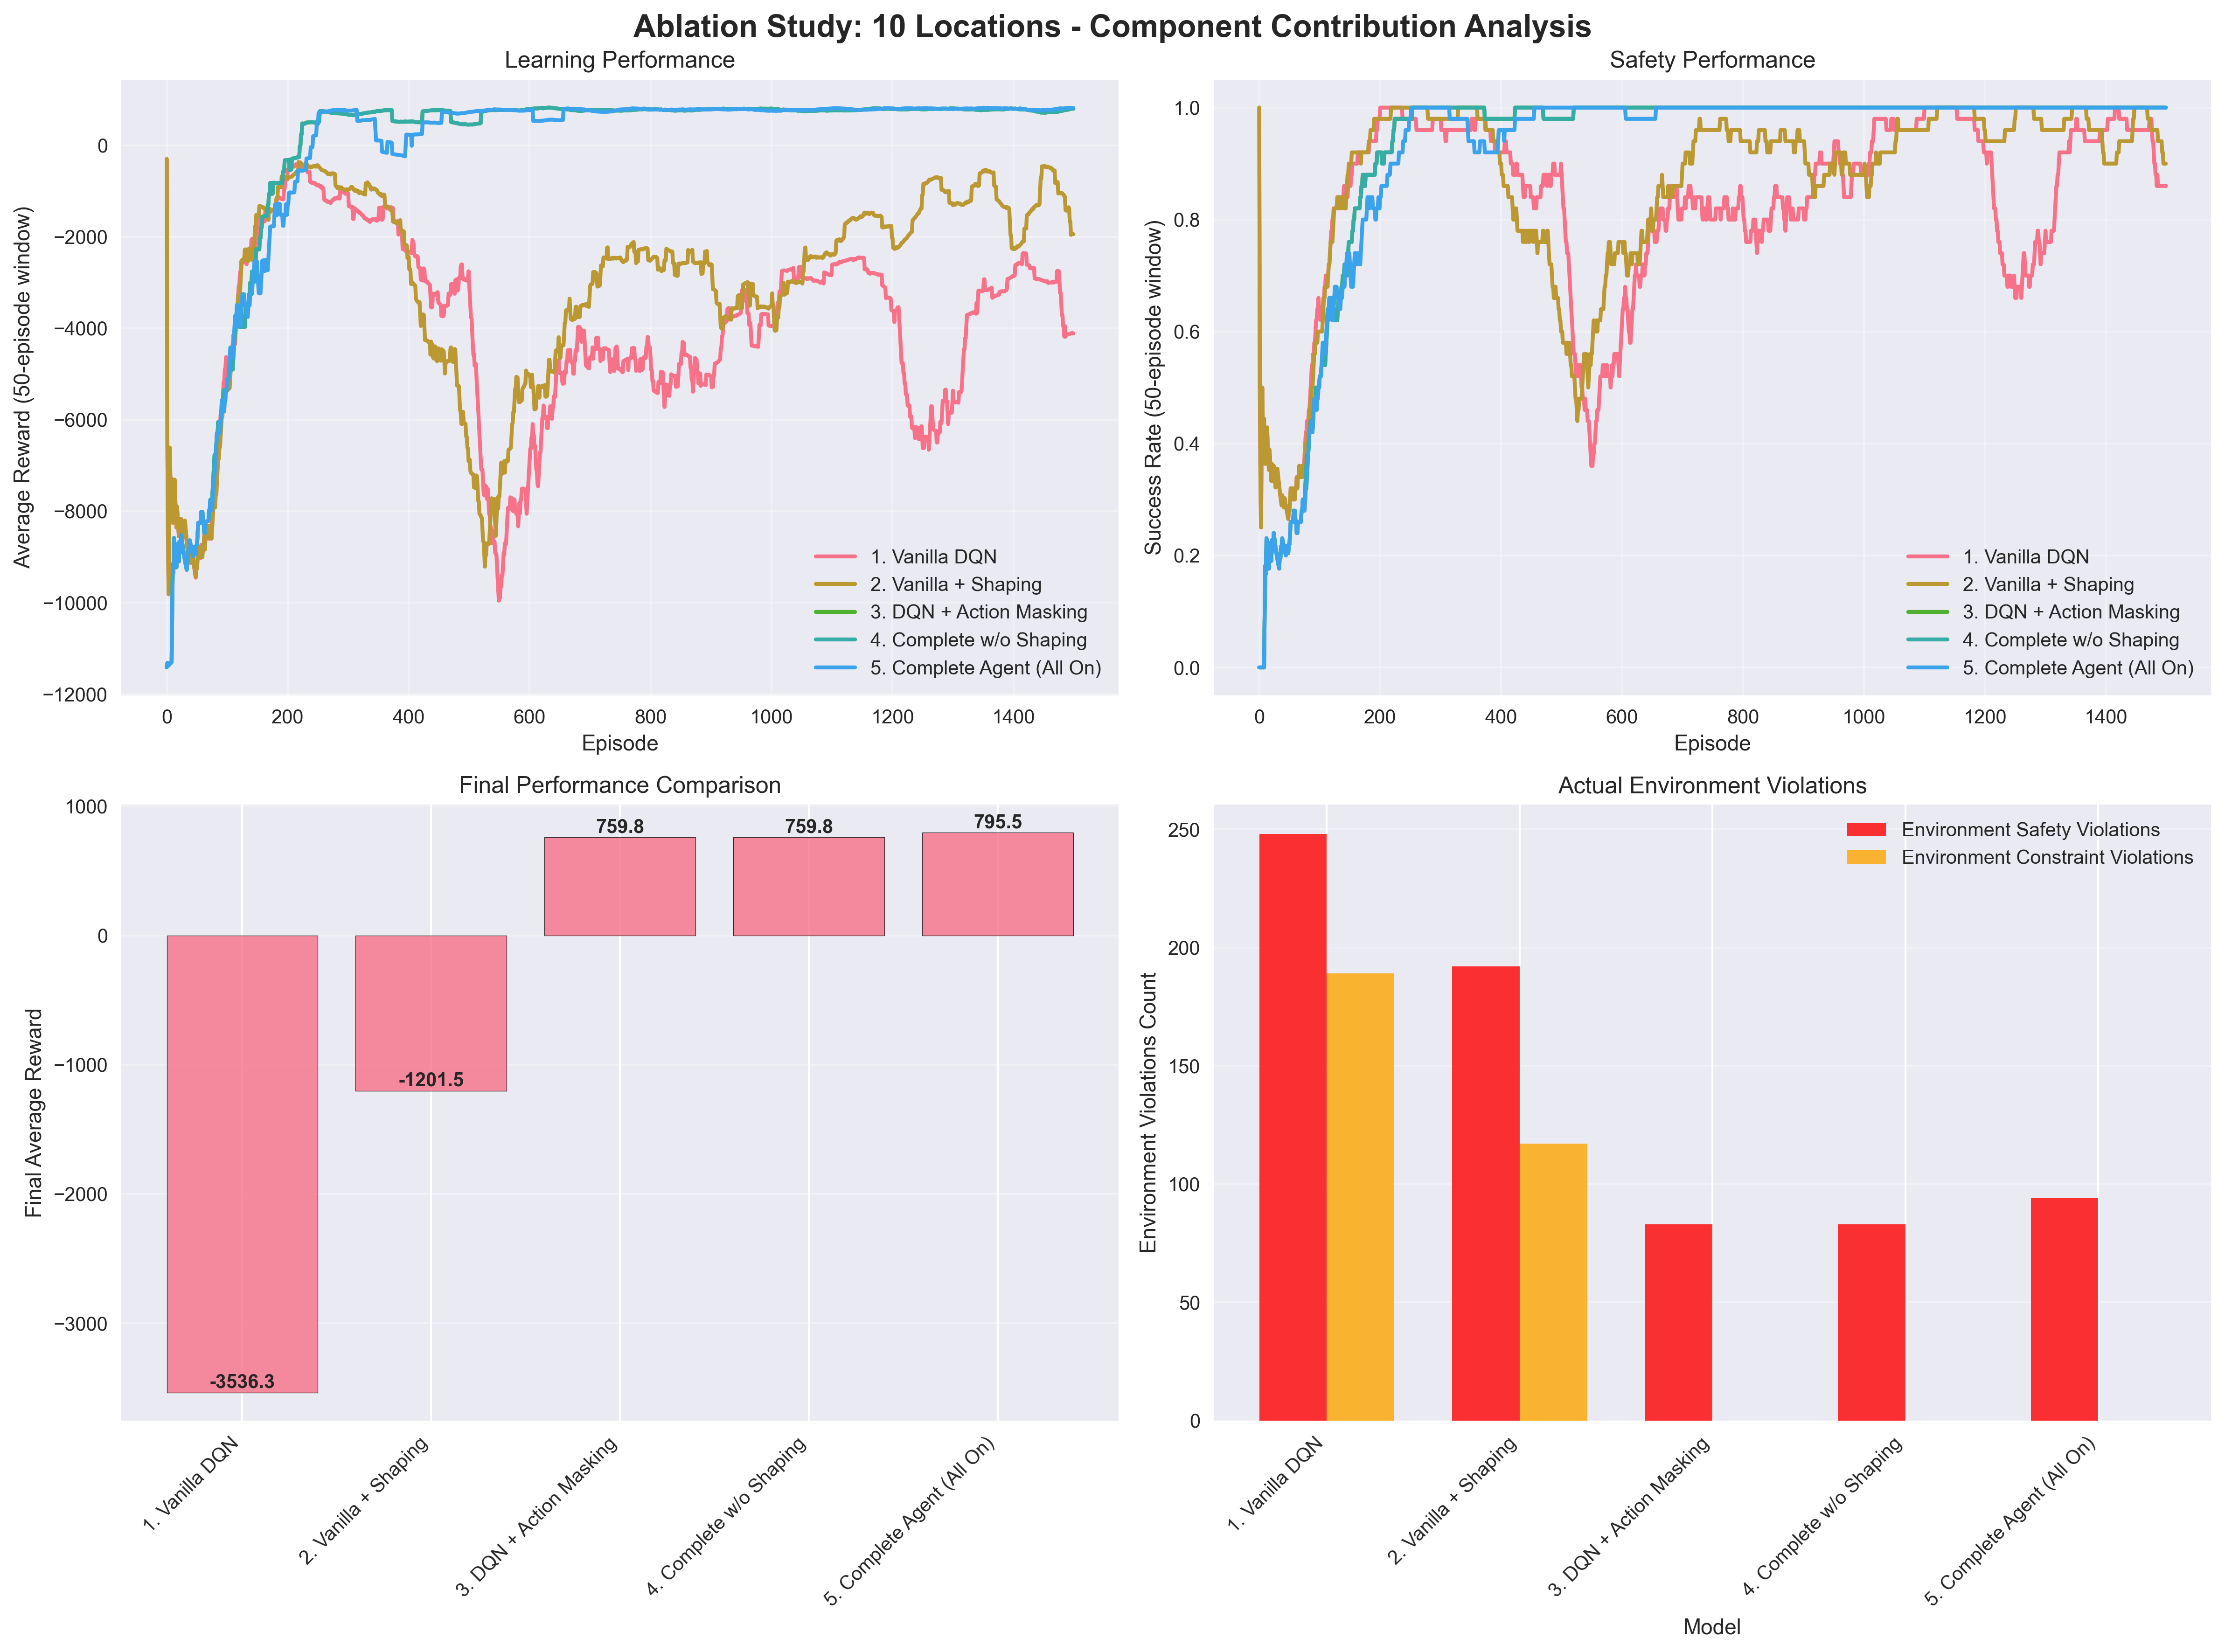 Ablation Study: 10 Locations - Component Contribution Analysis
Learning Performance
Average Reward (50-episode window)
0
−2000
−4000
−6000
−8000
−10000
−12000
0 200 400 600 800 1000 1200 1400
Episode
1. Vanilla DQN
2. Vanilla + Shaping
3. DQN + Action Masking
4. Complete w/o Shaping
5. Complete Agent (All On)
Safety Performance
Success Rate (50-episode window)
1.0
0.8
0.6
0.4
0.2
0.0
0 200 400 600 800 1000 1200 1400
Episode
1. Vanilla DQN
2. Vanilla + Shaping
3. DQN + Action Masking
4. Complete w/o Shaping
5. Complete Agent (All On)
Final Performance Comparison
Final Average Reward
1000
0
−1000
−2000
−3000
-3536.3
-1201.5
759.8
759.8
795.5
1. Vanilla DQN
2. Vanilla + Shaping
3. DQN + Action Masking
4. Complete w/o Shaping
5. Complete Agent (All On)
Actual Environment Violations
Environment Violations Count
250
200
150
100
50
0
Environment Safety Violations
Environment Constraint Violations
1. Vanilla DQN
2. Vanilla + Shaping
3. DQN + Action Masking
4. Complete w/o Shaping
5. Complete Agent (All On)
Model